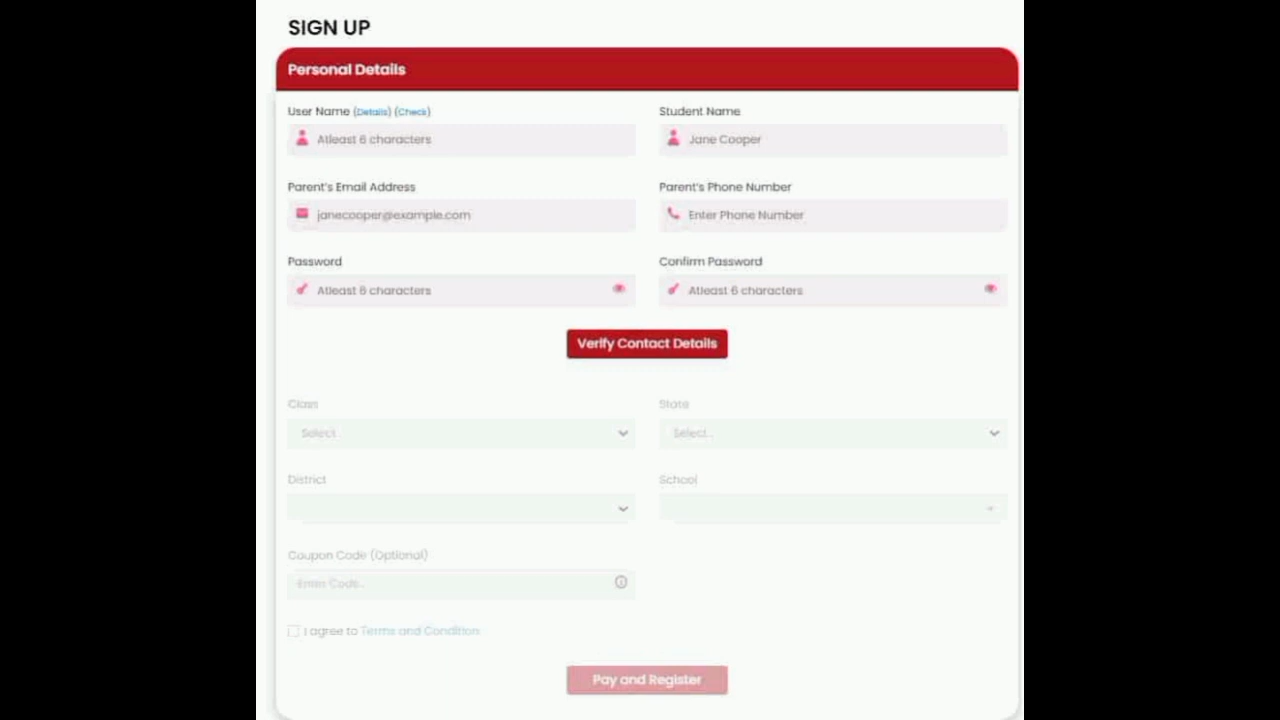 SIGN UP
Personal Details
User Name (Details) (Check)
Student Name
Atleast 6 characters
Jane Cooper
Parent's Email Address
Parent's Phone Number
janecooper@example.com
Enter Phone Number
Password
Confirm Password
Atleast 6 characters
Atleast 6 characters
Verify Contact Details
Class
State
Select..
Select..
District
School
Coupon Code (Optional)
Enter Code..
I agree to Terms and Condition
Pay and Register